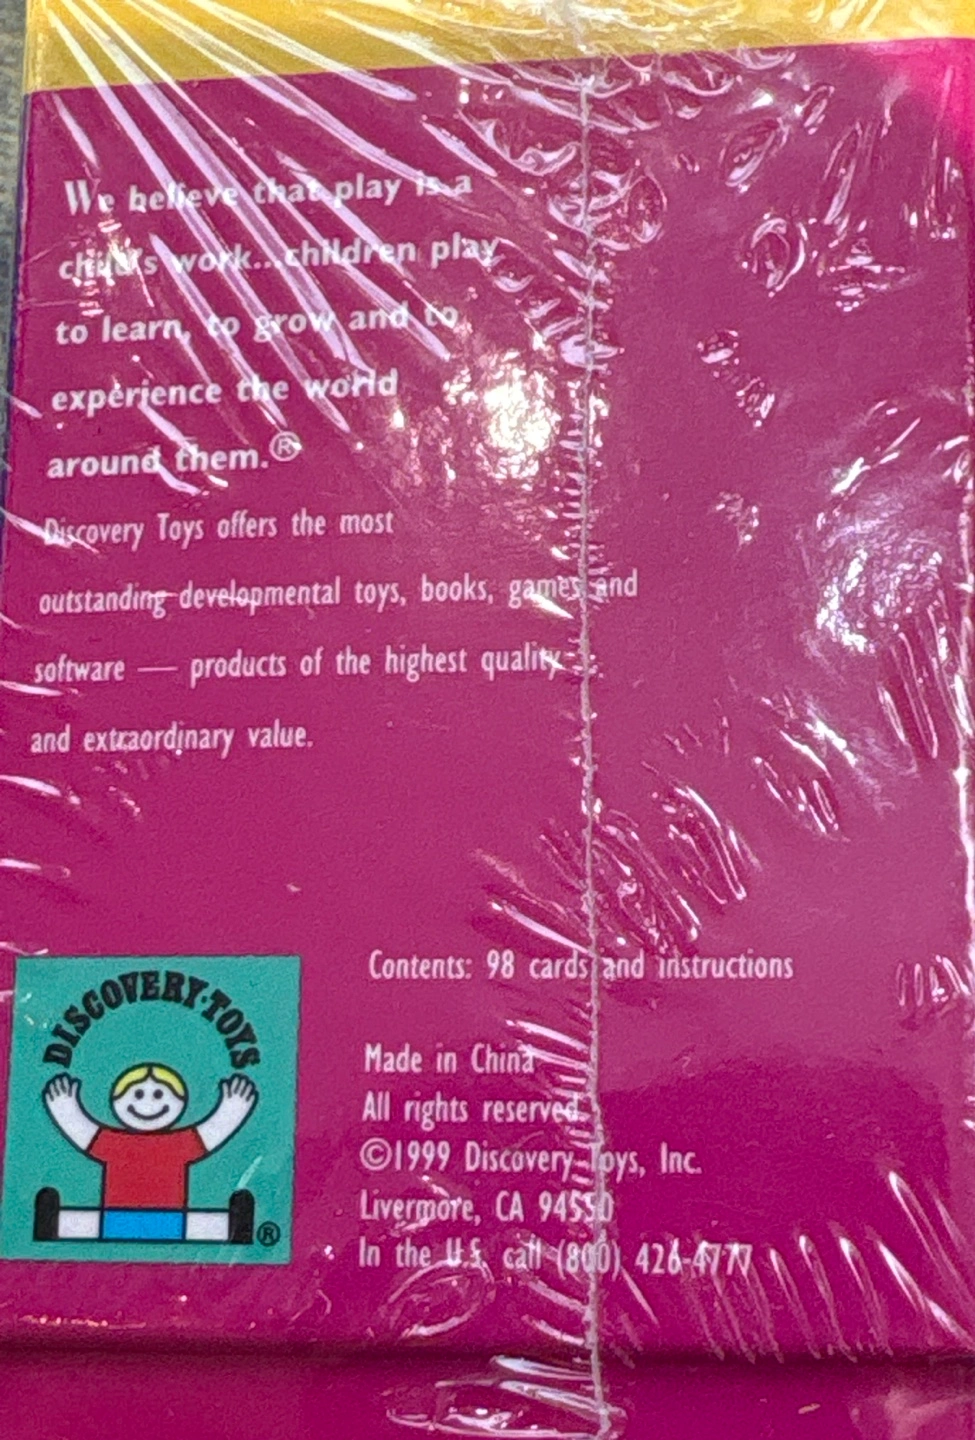 We believe that play is a
child's work...children play
to learn, to grow and to
experience the world
around them.®
Discovery Toys offers the most
outstanding developmental toys, books, games and
software — products of the highest quality
and extraordinary value.
Contents: 98 cards and instructions
Made in China
All rights reserved.
©1999 Discovery Toys, Inc.
Livermore, CA 94550
In the U.S. call (800) 426-4777
DISCOVERY·TOYS
®